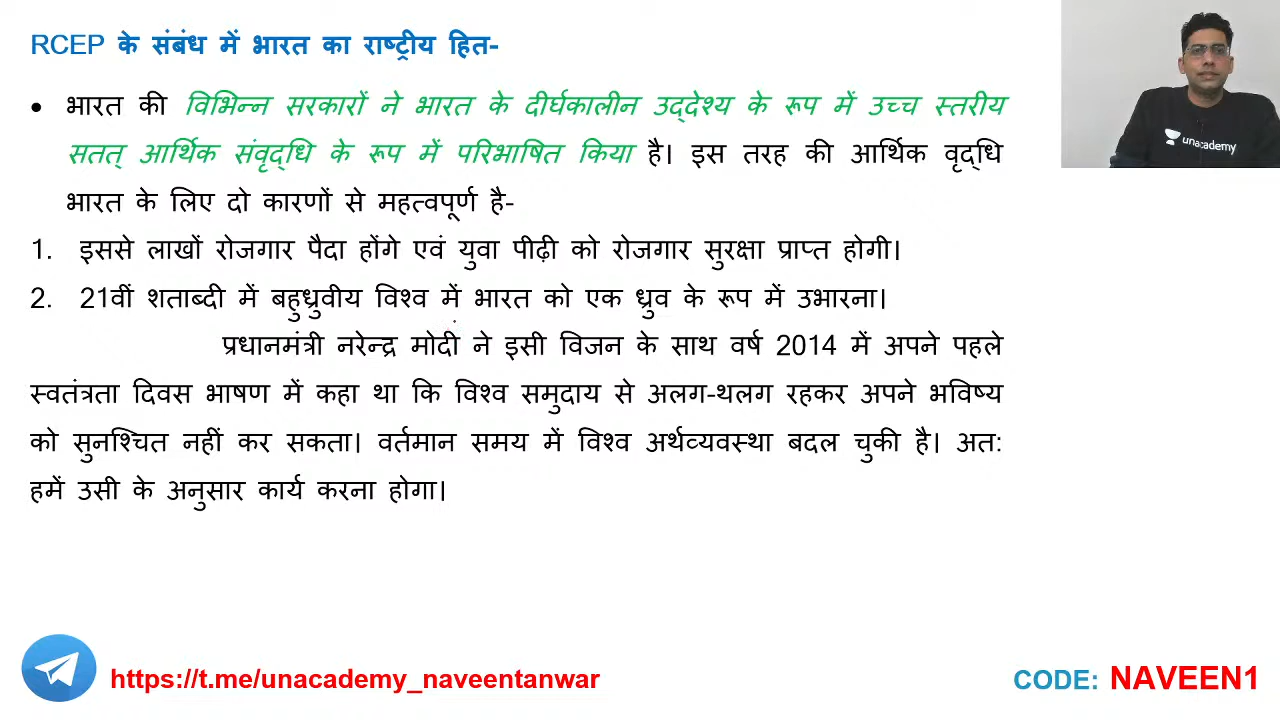 RCEP के संबंध में भारत का राष्ट्रीय हित-
• भारत की विभिन्न सरकारों ने भारत के दीर्घकालीन उद्देश्य के रूप में उच्च स्तरीय
सतत् आर्थिक संवृद्धि के रूप में परिभाषित किया है। इस तरह की आर्थिक वृद्धि
भारत के लिए दो कारणों से महत्वपूर्ण है-
1. इससे लाखों रोजगार पैदा होंगे एवं युवा पीढ़ी को रोजगार सुरक्षा प्राप्त होगी।
2. 21वीं शताब्दी में बहुध्रुवीय विश्व में भारत को एक ध्रुव के रूप में उभारना।
प्रधानमंत्री नरेन्द्र मोदी ने इसी विजन के साथ वर्ष 2014 में अपने पहले
स्वतंत्रता दिवस भाषण में कहा था कि विश्व समुदाय से अलग-थलग रहकर अपने भविष्य
को सुनश्चित नहीं कर सकता। वर्तमान समय में विश्व अर्थव्यवस्था बदल चुकी है। अत:
हमें उसी के अनुसार कार्य करना होगा।
unacademy
https://t.me/unacademy_naveentanwar
CODE: NAVEEN1